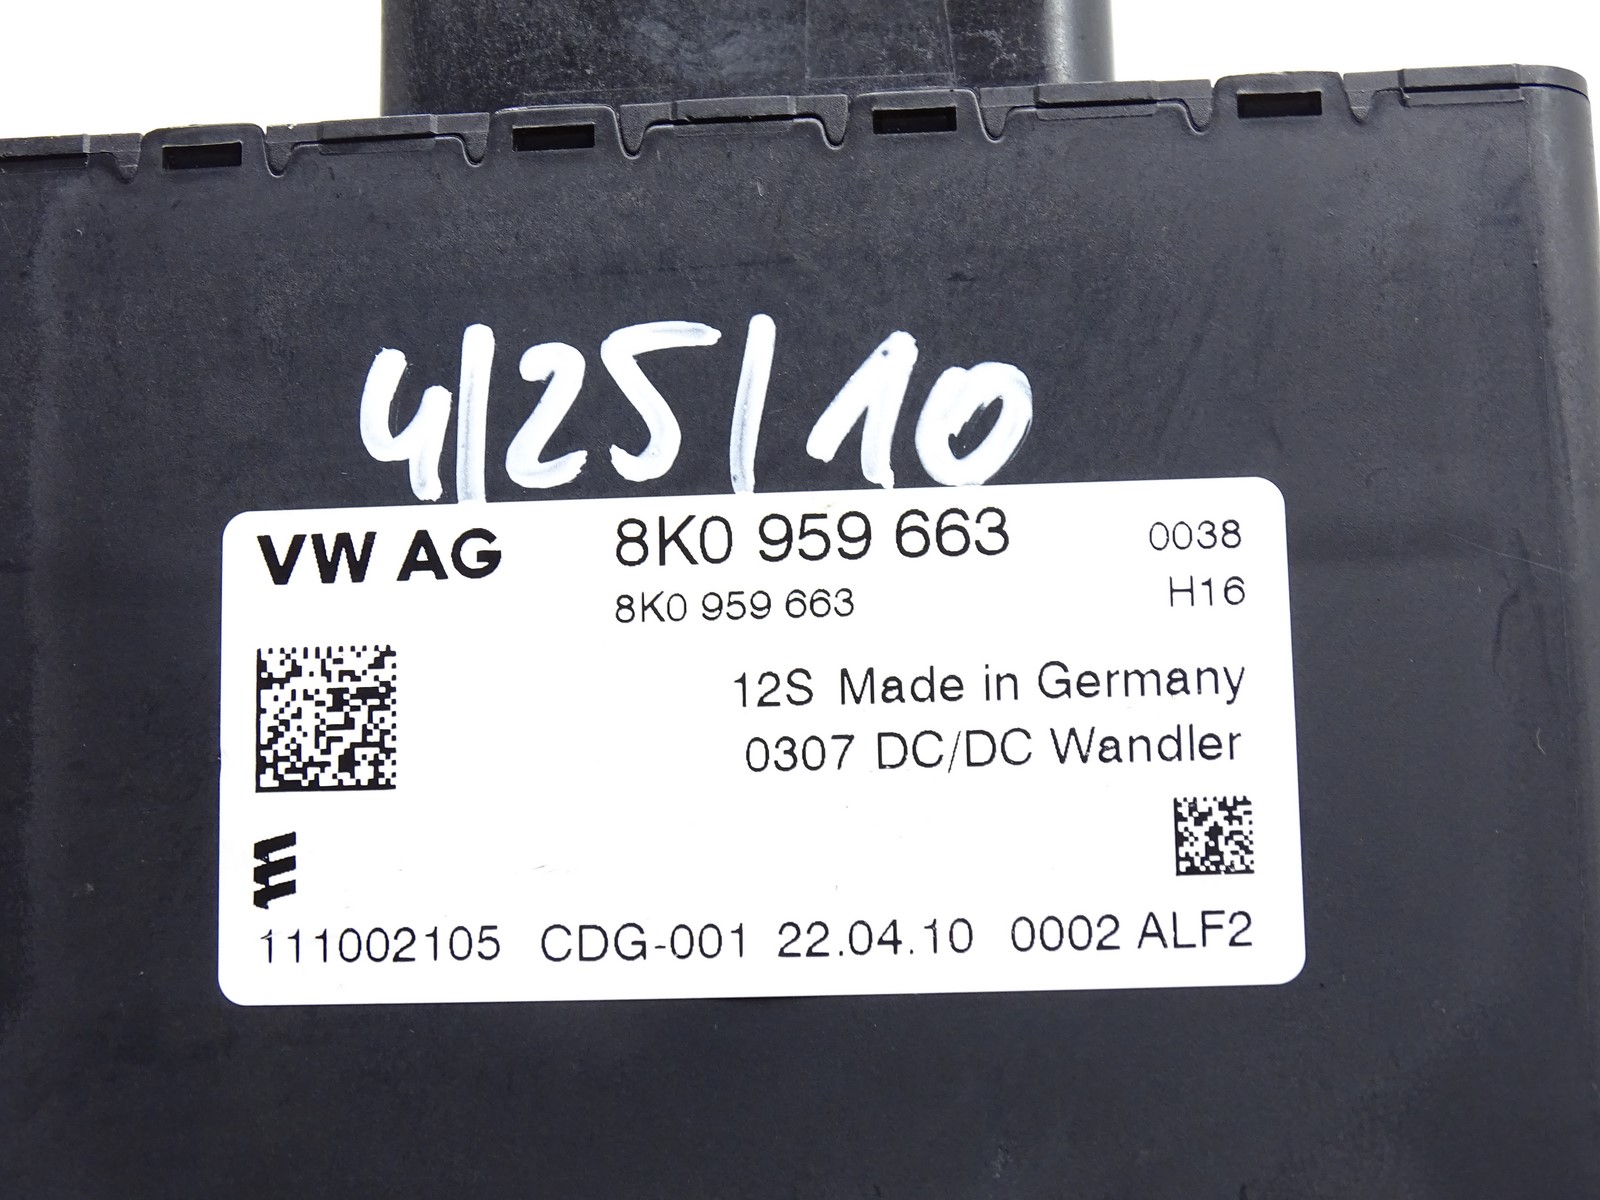 4/25/10
VW AG 8K0 959 663 0038
8K0 959 663 H16
12S Made in Germany
0307 DC/DC Wandler
111002105 CDG-001 22.04.10 0002 ALF2